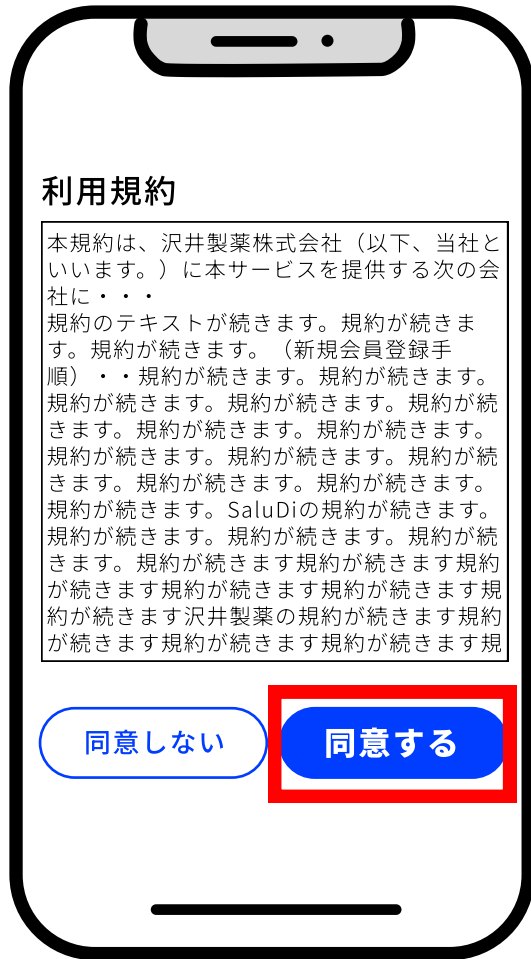 利用規約
本規約は、沢井製薬株式会社（以下、当社と
いいます。）に本サービスを提供する次の会
社に・・・
規約のテキストが続きます。規約が続きま
す。規約が続きます。（新規会員登録手
順）・・規約が続きます。規約が続きます。
規約が続きます。規約が続きます。規約が続
きます。規約が続きます。規約が続きます。
規約が続きます。規約が続きます。規約が続
きます。規約が続きます。規約が続きます。
規約が続きます。SaluDiの規約が続きます。
規約が続きます。規約が続きます。規約が続
きます。規約が続きます規約が続きます規約
が続きます規約が続きます規約が続きます規
約が続きます沢井製薬の規約が続きます規約
が続きます規約が続きます規約が続きます規
同意しない
同意する